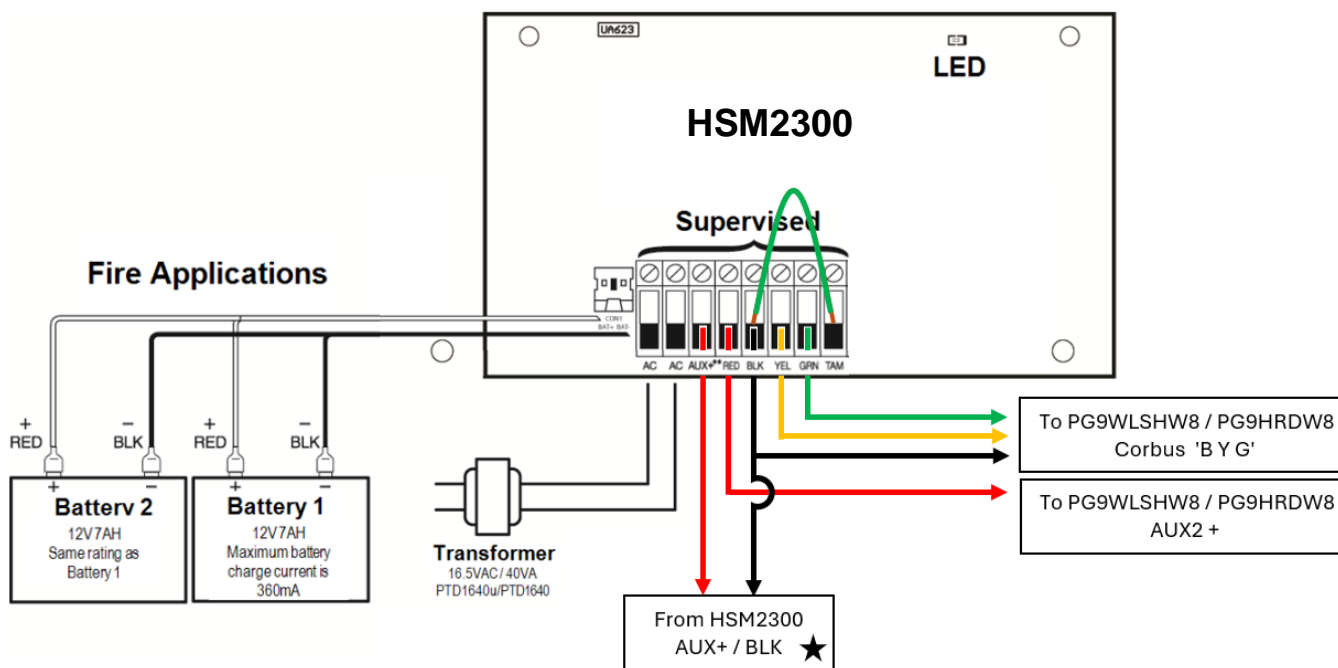 UA623
LED
HSM2300
Supervised
Fire Applications
CON1
BAT+ BAT-
AC AC AUX+** RED BLK YEL GRN TAM
+ RED
− BLK
+ RED
− BLK
+ − + −
Battery 2
12V7AH
Same rating as
Battery 1
Battery 1
12V7AH
Maximum battery
charge current is
360mA
Transformer
16.5VAC/ 40VA
PTD1640u/PTD1640
To PG9WLSHW8 / PG9HRDW8
Corbus 'B Y G'
To PG9WLSHW8 / PG9HRDW8
AUX2 +
From HSM2300
AUX+ / BLK ★